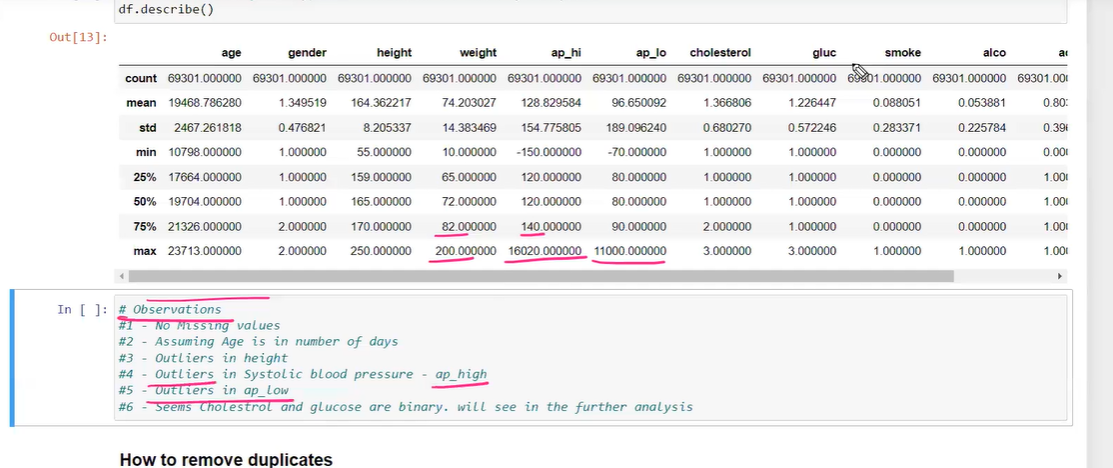 df.describe()
Out[13]:
age gender height weight ap_hi ap_lo cholesterol gluc smoke alco
count 69301.000000 69301.000000 69301.000000 69301.000000 69301.000000 69301.000000 69301.000000 69301.000000 69301.000000 69301.000000 69301.00
mean 19468.786280 1.349519 164.362217 74.203027 128.829584 96.650092 1.366806 1.226447 0.088051 0.053881 0.80
std 2467.261818 0.476821 8.205337 14.383469 154.775805 189.096240 0.680270 0.572246 0.283371 0.225784 0.39
min 10798.000000 1.000000 55.000000 10.000000 -150.000000 -70.000000 1.000000 1.000000 0.000000 0.000000 0.00
25% 17664.000000 1.000000 159.000000 65.000000 120.000000 80.000000 1.000000 1.000000 0.000000 0.000000 1.00
50% 19704.000000 1.000000 165.000000 72.000000 120.000000 80.000000 1.000000 1.000000 0.000000 0.000000 1.00
75% 21326.000000 2.000000 170.000000 82.000000 140.000000 90.000000 2.000000 1.000000 0.000000 0.000000 1.00
max 23713.000000 2.000000 250.000000 200.000000 16020.000000 11000.000000 3.000000 3.000000 1.000000 1.000000 1.00
In [ ]:
# Observations
#1 - No Missing values
#2 - Assuming Age is in number of days
#3 - Outliers in height
#4 - Outliers in Systolic blood pressure - ap_high
#5 - Outliers in ap_low
#6 - Seems Cholestrol and glucose are binary. will see in the further analysis
How to remove duplicates